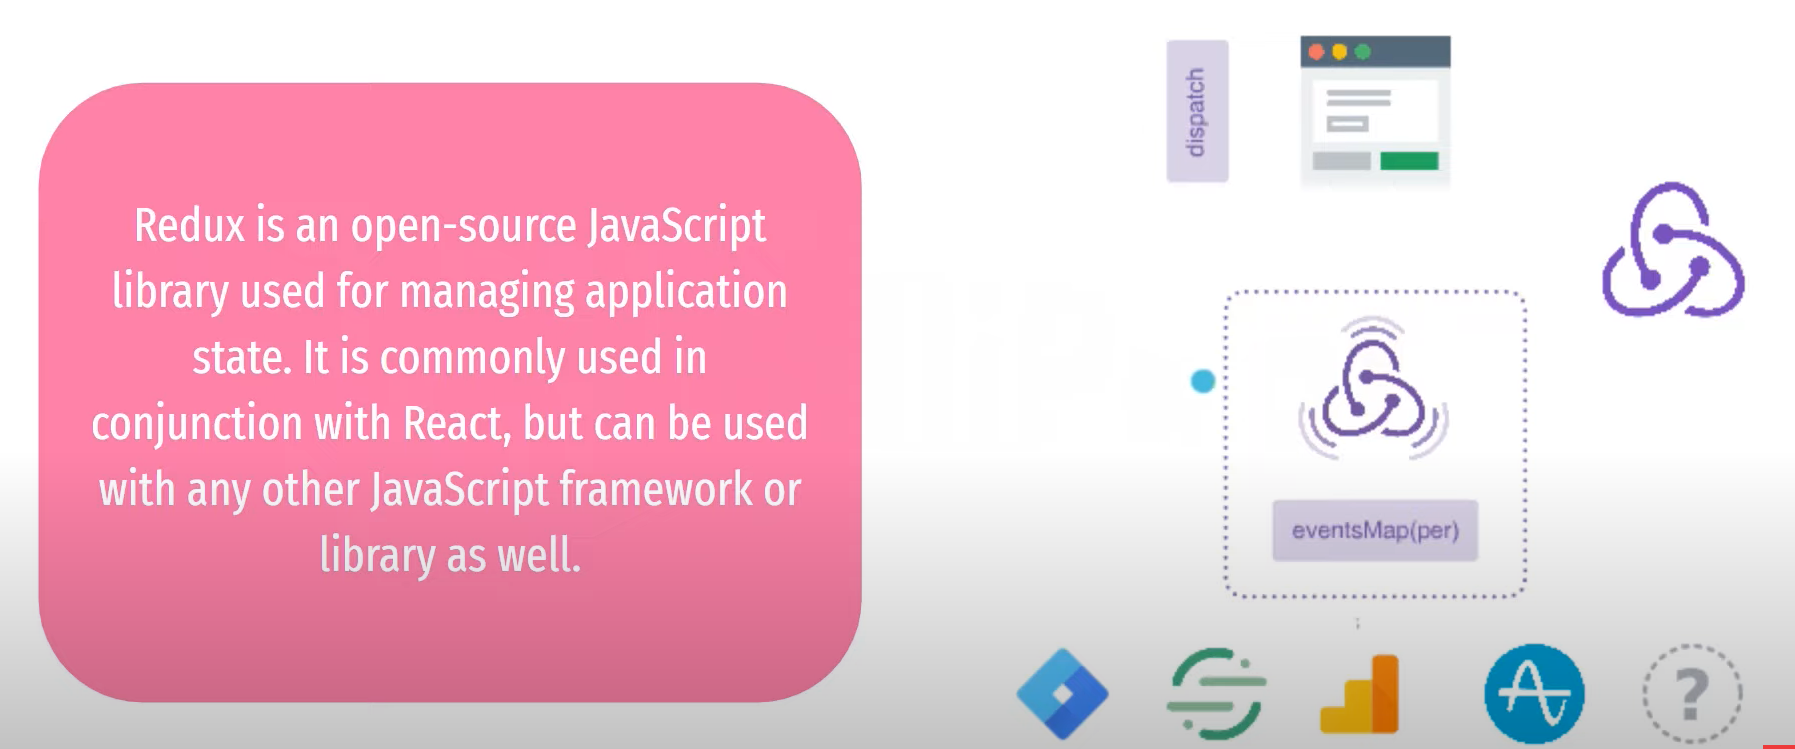 Redux is an open-source JavaScript
library used for managing application
state. It is commonly used in
conjunction with React, but can be used
with any other JavaScript framework or
library as well.
dispatch
eventsMap(per)
?